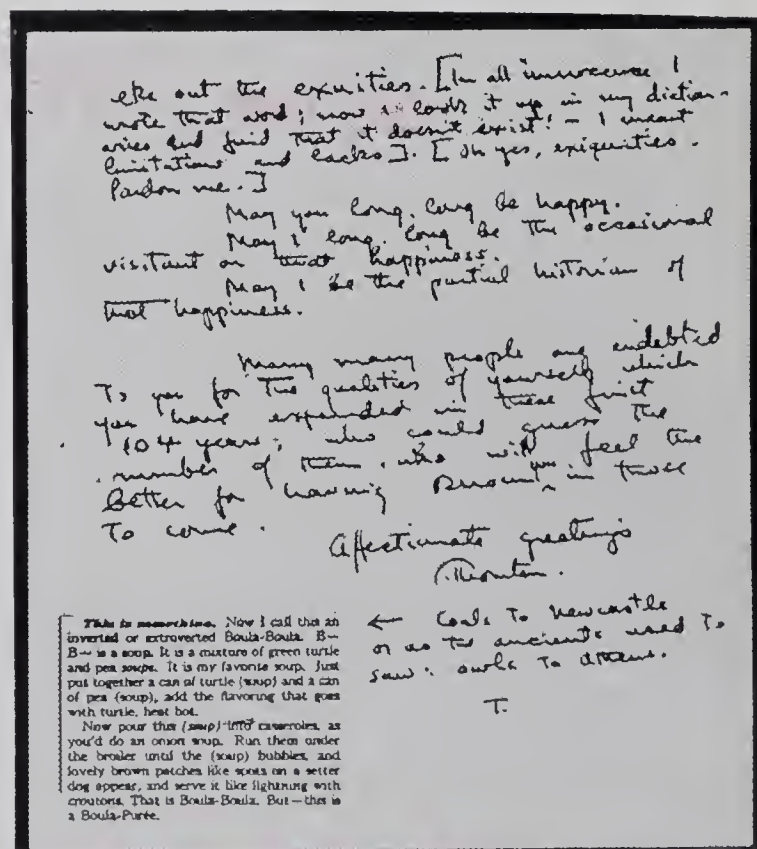 eke out the exuities. [In all innocence I
wrote that word; now I look it up in my diction-
aries and find that it doesn't exist! – I meant
limitations and lacks]. [Oh yes, exiquities.
Pardon me.]
May you long, long be happy.
May I long, long be the occasional
visitant on that happiness.
May I be the partial historian of
that happiness.
Many many people are indebted
To you for the qualities of yourself which
you have expanded in these first
10 4 years; who could guess the
number of them who will feel the
better for having known you in those
To come.
Affectionate greetings
Thornton.
This is something. Now I call this an
inverted or extroverted Boula-Boula. B—
B— is a soup. It is a mixture of green turtle
and pea soups. It is my favorite soup. Just
put together a can of turtle (soup) and a can
of pea (soup), add the flavoring that goes
with turtle, heat hot.
Now pour this (soup) into casseroles, as
you'd do an onion soup. Run them under
the broiler until the (soup) bubbles, and
lovely brown patches like spots on a setter
dog appear, and serve it like lightning with
croutons. That is Boula-Boula. But—this is
a Boula-Purée.
← Coals To Newcastle
or as the ancients used To
saw: owls To Athens.
T.